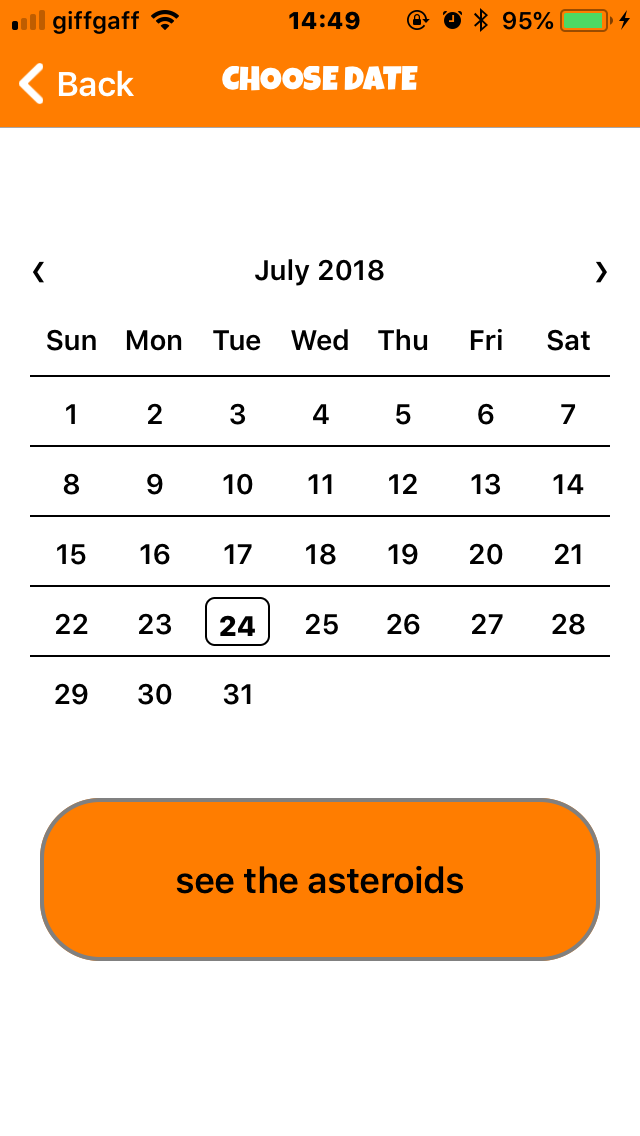 giffgaff 14:49 95%
Back CHOOSE DATE
❮ July 2018 ❯
Sun Mon Tue Wed Thu Fri Sat
1 2 3 4 5 6 7
8 9 10 11 12 13 14
15 16 17 18 19 20 21
22 23 24 25 26 27 28
29 30 31
see the asteroids